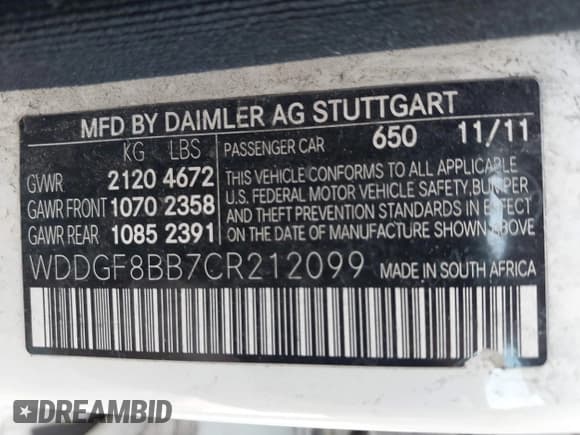 MFD BY DAIMLER AG STUTTGART
KG LBS
GVWR 2120 4672
GAWR FRONT 1070 2358
GAWR REAR 1085 2391
PASSENGER CAR 650 11/11
THIS VEHICLE CONFORMS TO ALL APPLICABLE
U.S. FEDERAL MOTOR VEHICLE SAFETY, BUMPER
AND THEFT PREVENTION STANDARDS IN EFFECT
ON THE DATE OF MANUFACTURE SHOWN ABOVE.
WDDGF8BB7CR212099 MADE IN SOUTH AFRICA
DREAMBID